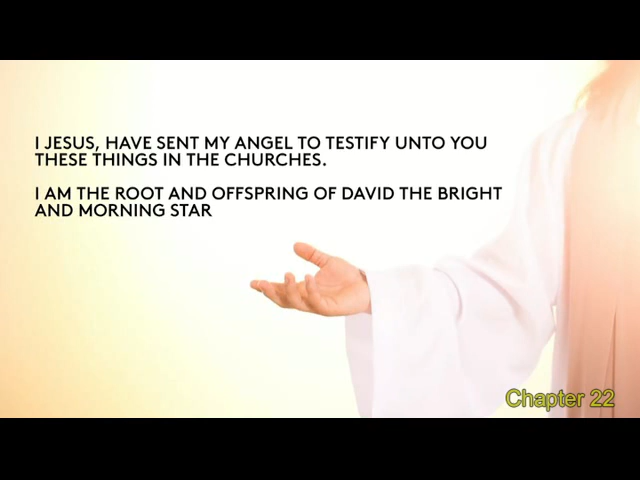 I JESUS, HAVE SENT MY ANGEL TO TESTIFY UNTO YOU
THESE THINGS IN THE CHURCHES.
I AM THE ROOT AND OFFSPRING OF DAVID THE BRIGHT
AND MORNING STAR
Chapter 22